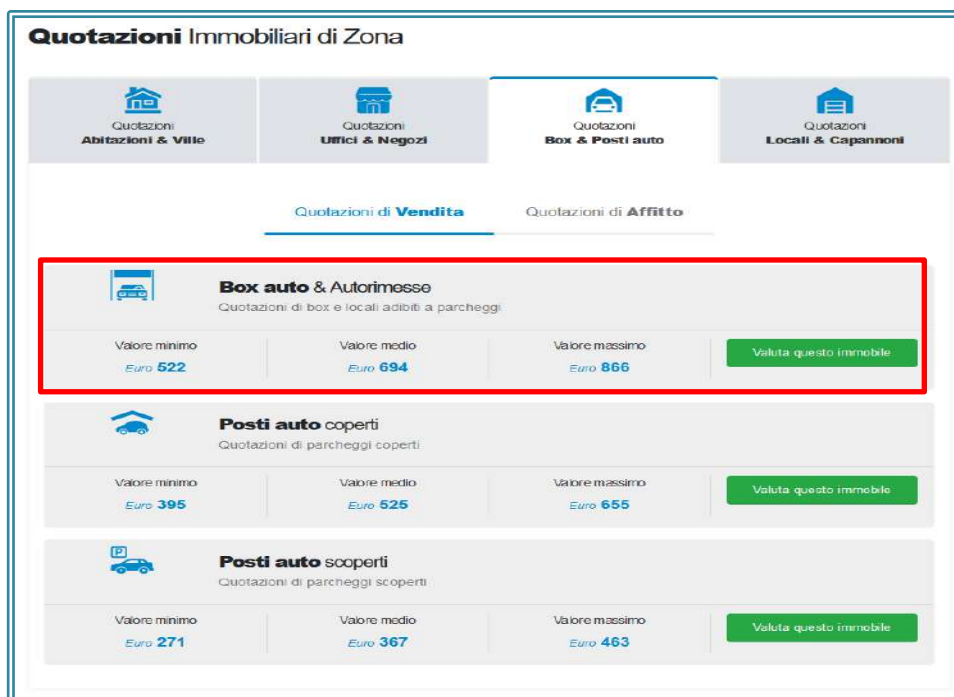 Quotazioni Immobiliari di Zona
Quotazioni
Abitazioni & Ville
Quotazioni
Uffici & Negozi
Quotazioni
Box & Posti auto
Quotazioni
Locali & Capannoni
Quotazioni di Vendita
Quotazioni di Affitto
Box auto & Autorimesse
Quotazioni di box e locali adibiti a parcheggi
Valore minimo
Valore medio
Valore massimo
Valuta questo immobile
Euro 522
Euro 694
Euro 866
Posti auto coperti
Quotazioni di parcheggi coperti
Valore minimo
Valore medio
Valore massimo
Valuta questo immobile
Euro 395
Euro 525
Euro 655
P
Posti auto scoperti
Quotazioni di parcheggi scoperti
Valore minimo
Valore medio
Valore massimo
Valuta questo immobile
Euro 271
Euro 367
Euro 463